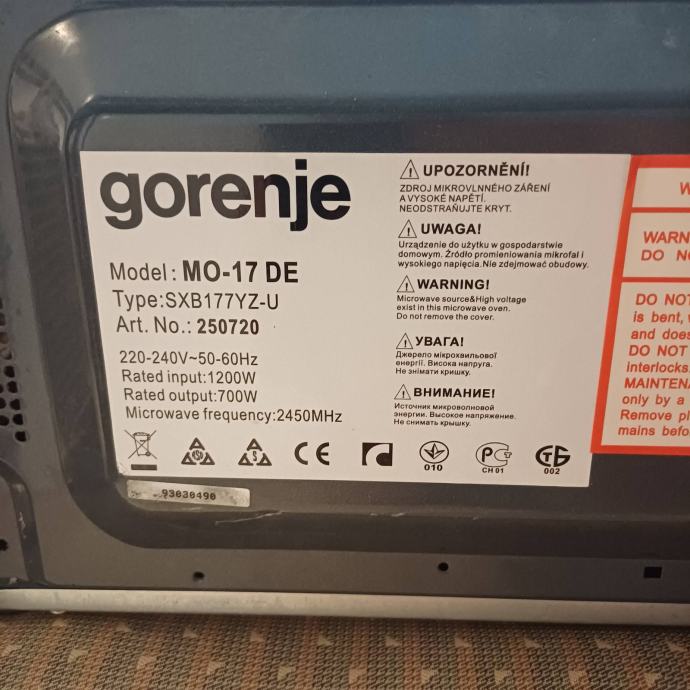 gorenje
Model: MO-17 DE
Type:SXB177YZ-U
Art. No.: 250720
220-240V~50-60Hz
Rated input:1200W
Rated output:700W
Microwave frequency:2450MHz
UPOZORNĚNÍ!
ZDROJ MIKROVLNNÉHO ZÁŘENÍ
A VYSOKÉ NAPĚTÍ.
NEODSTRAŇUJTE KRYT.
UWAGA!
Urządzenie do użytku w gospodarstwie
domowym. Źródło promieniowania mikrofal i
wysokiego napięcia.Nie zdejmować obudowy.
WARNING!
Microwave source&High voltage
exist in this microwave oven.
Do not remove the cover.
УВАГА!
Джерело мікрохвильової
енергії. Висока напруга.
Не знімати кришку.
ВНИМАНИЕ!
Источник микроволновой
энергии. Высокое напряжение.
Не снимать крышку.
CE
010
CH 01
002
93030490
W
WARN
DO NO
DO NOT
is bent, w
and does
DO NOT
interlocks.
MAINTENA
only by a
Remove pl
mains befo